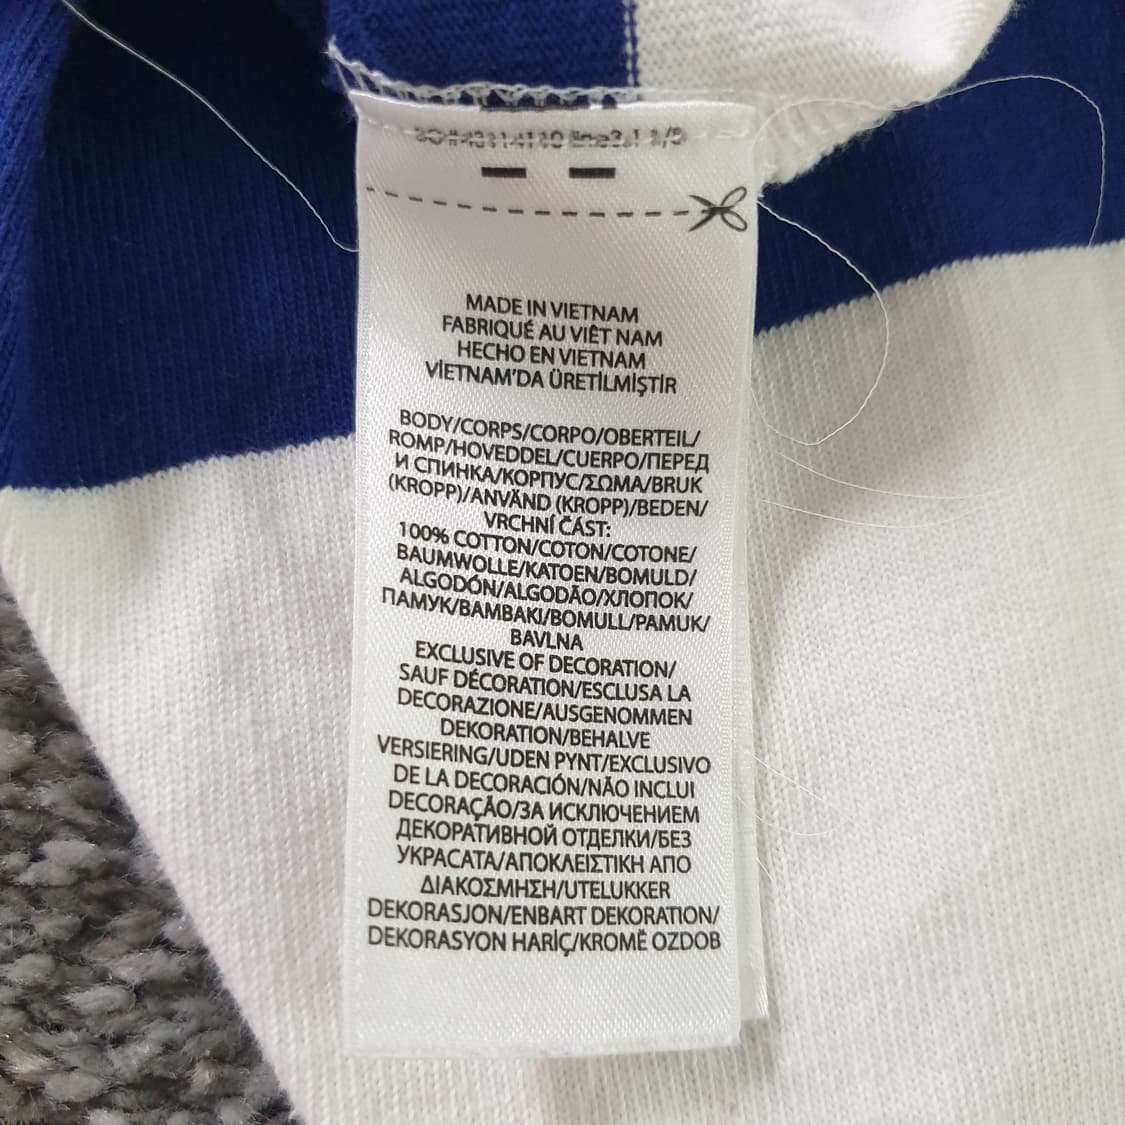 MADE IN VIETNAM
FABRIQUÉ AU VIÊT NAM
HECHO EN VIETNAM
VİETNAM'DA ÜRETİLMİŞTİR
BODY/CORPS/CORPO/OBERTEIL/
ROMP/HOVEDDEL/CUERPO/ПЕРЕД
И СПИНКА/КОРПУС/ΣΩΜΑ/BRUK
(KROPP)/ANVÄND (KROPP)/BEDEN/
VRCHNÍ ČÁST:
100% COTTON/COTON/COTONE/
BAUMWOLLE/KATOEN/BOMULD/
ALGODÓN/ALGODÃO/ХЛОПОК/
ПАМУК/ΒΑΜΒΑΚΙ/BOMULL/PAMUK/
BAVLNA
EXCLUSIVE OF DECORATION/
SAUF DÉCORATION/ESCLUSA LA
DECORAZIONE/AUSGENOMMEN
DEKORATION/BEHALVE
VERSIERING/UDEN PYNT/EXCLUSIVO
DE LA DECORACIÓN/NÃO INCLUI
DECORAÇÃO/ЗА ИСКЛЮЧЕНИЕМ
ДЕКОРАТИВНОЙ ОТДЕЛКИ/БЕЗ
УКРАСАТА/ΑΠΟΚΛΕΙΣΤΙΚΗ ΑΠΟ
ΔΙΑΚΟΣΜΗΣΗ/UTELUKKER
DEKORASJON/ENBART DEKORATION/
DEKORASYON HARİÇ/KROMĚ OZDOB